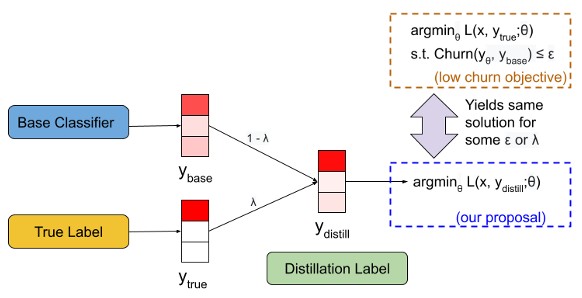 argmin_θ L(x, y_true;θ)
s.t. Churn(y_θ, y_base) ≤ ε
(low churn objective)
Base Classifier
y_base
1 - λ
Yields same
solution for
some ε or λ
True Label
y_true
λ
y_distill
Distillation Label
argmin_θ L(x, y_distill;θ)
(our proposal)